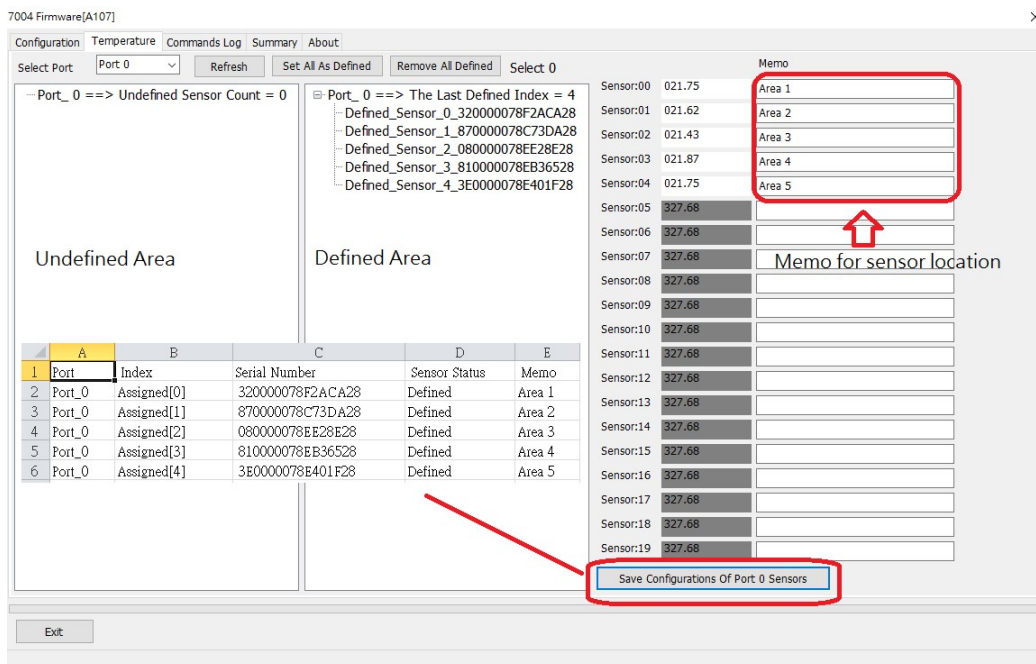 7004 Firmware[A107]
Configuration Temperature Commands Log Summary About
Select Port Port 0 Refresh Set All As Defined Remove All Defined Select 0
Port_ 0 ==> Undefined Sensor Count = 0
Undefined Area
Port_ 0 ==> The Last Defined Index = 4
Defined_Sensor_0_320000078F2ACA28
Defined_Sensor_1_870000078C73DA28
Defined_Sensor_2_080000078EE28E28
Defined_Sensor_3_810000078EB36528
Defined_Sensor_4_3E0000078E401F28
Defined Area
Memo
Sensor:00 021.75 Area 1
Sensor:01 021.62 Area 2
Sensor:02 021.43 Area 3
Sensor:03 021.87 Area 4
Sensor:04 021.75 Area 5
Sensor:05 327.68
Sensor:06 327.68
Sensor:07 327.68
Memo for sensor location
Sensor:08 327.68
Sensor:09 327.68
Sensor:10 327.68
Sensor:11 327.68
Sensor:12 327.68
Sensor:13 327.68
Sensor:14 327.68
Sensor:15 327.68
Sensor:16 327.68
Sensor:17 327.68
Sensor:18 327.68
Sensor:19 327.68
A B C D E
1 Port Index Serial Number Sensor Status Memo
2 Port_0 Assigned[0] 320000078F2ACA28 Defined Area 1
3 Port_0 Assigned[1] 870000078C73DA28 Defined Area 2
4 Port_0 Assigned[2] 080000078EE28E28 Defined Area 3
5 Port_0 Assigned[3] 810000078EB36528 Defined Area 4
6 Port_0 Assigned[4] 3E0000078E401F28 Defined Area 5
Save Configurations Of Port 0 Sensors
Exit